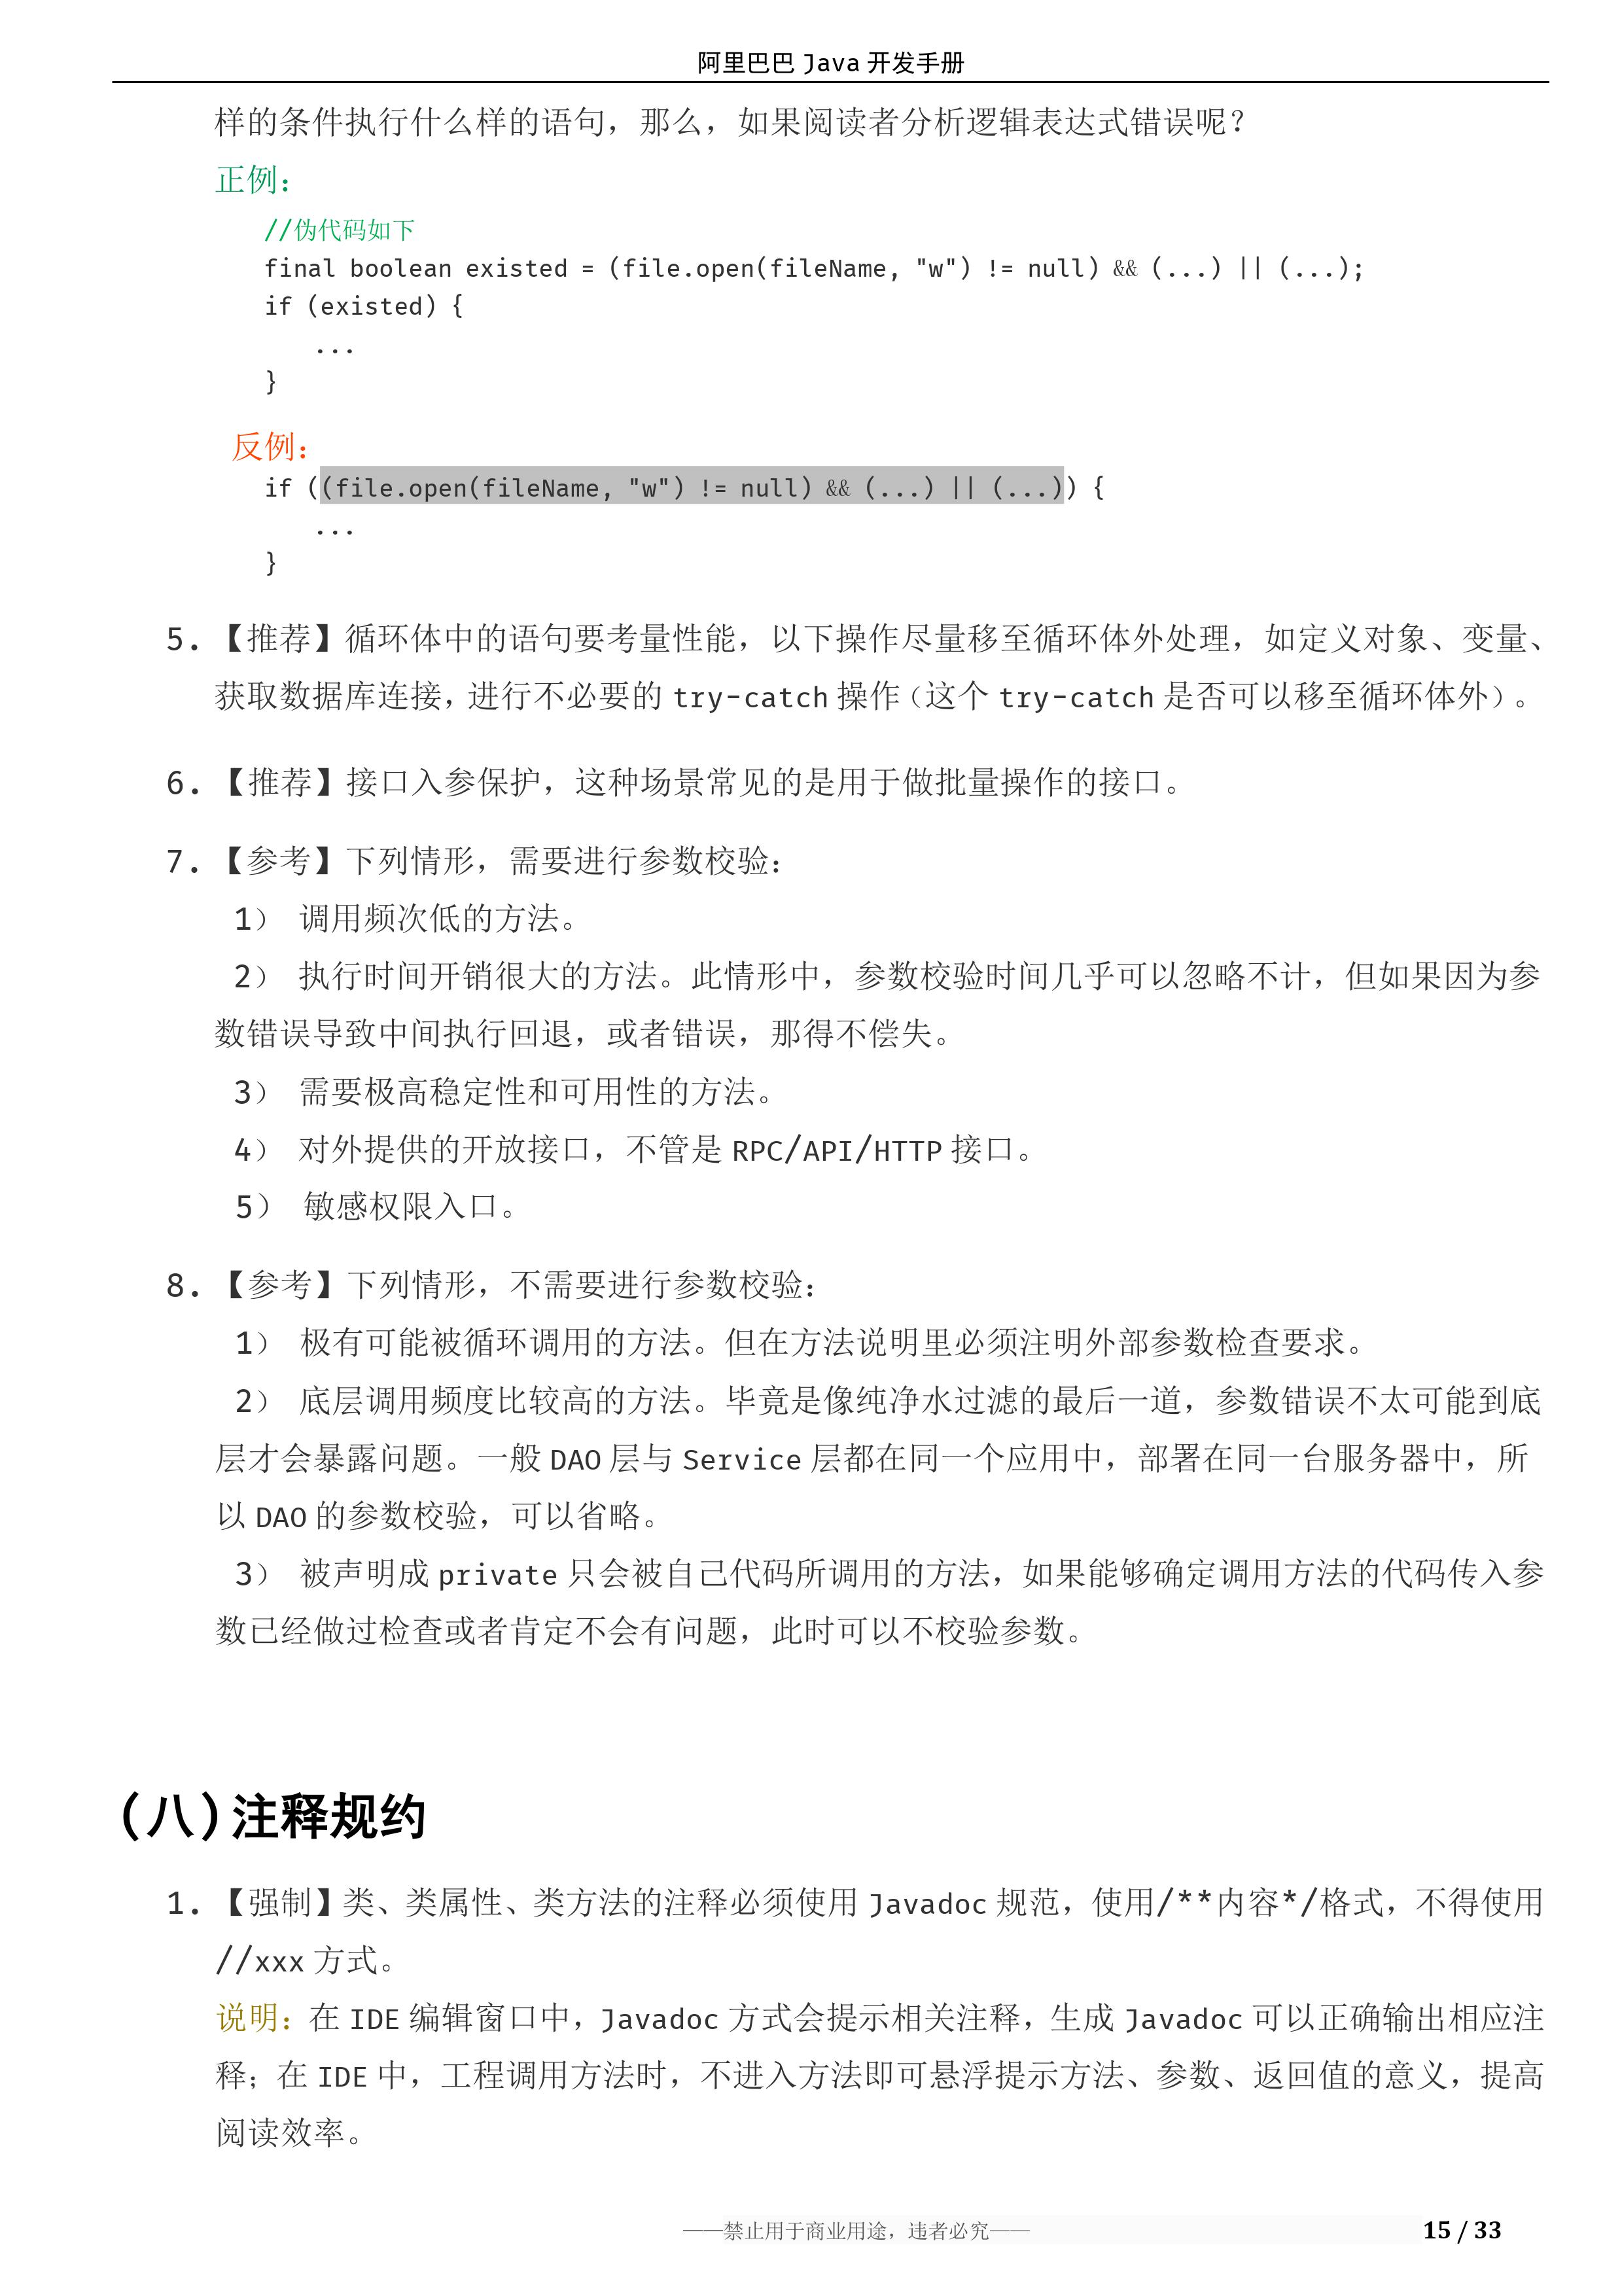 阿里巴巴 Java 开发手册
样的条件执行什么样的语句，那么，如果阅读者分析逻辑表达式错误呢？
正例：
//伪代码如下
final boolean existed = (file.open(fileName, "w") != null) && (...) || (...);
if (existed) {
...
}
反例：
if ((file.open(fileName, "w") != null) && (...) || (...)) {
...
}
5. 【推荐】循环体中的语句要考量性能，以下操作尽量移至循环体外处理，如定义对象、变量、
获取数据库连接，进行不必要的 try-catch 操作（这个 try-catch 是否可以移至循环体外）。
6. 【推荐】接口入参保护，这种场景常见的是用于做批量操作的接口。
7. 【参考】下列情形，需要进行参数校验：
1） 调用频次低的方法。
2） 执行时间开销很大的方法。此情形中，参数校验时间几乎可以忽略不计，但如果因为参
数错误导致中间执行回退，或者错误，那得不偿失。
3） 需要极高稳定性和可用性的方法。
4） 对外提供的开放接口，不管是 RPC/API/HTTP 接口。
5） 敏感权限入口。
8. 【参考】下列情形，不需要进行参数校验：
1） 极有可能被循环调用的方法。但在方法说明里必须注明外部参数检查要求。
2） 底层调用频度比较高的方法。毕竟是像纯净水过滤的最后一道，参数错误不太可能到底
层才会暴露问题。一般 DAO 层与 Service 层都在同一个应用中，部署在同一台服务器中，所
以 DAO 的参数校验，可以省略。
3） 被声明成 private 只会被自己代码所调用的方法，如果能够确定调用方法的代码传入参
数已经做过检查或者肯定不会有问题，此时可以不校验参数。
(八)注释规约
1. 【强制】类、类属性、类方法的注释必须使用 Javadoc 规范，使用/**内容*/格式，不得使用
//xxx 方式。
说明：在 IDE 编辑窗口中，Javadoc 方式会提示相关注释，生成 Javadoc 可以正确输出相应注
释；在 IDE 中，工程调用方法时，不进入方法即可悬浮提示方法、参数、返回值的意义，提高
阅读效率。
——禁止用于商业用途，违者必究——
15 / 33